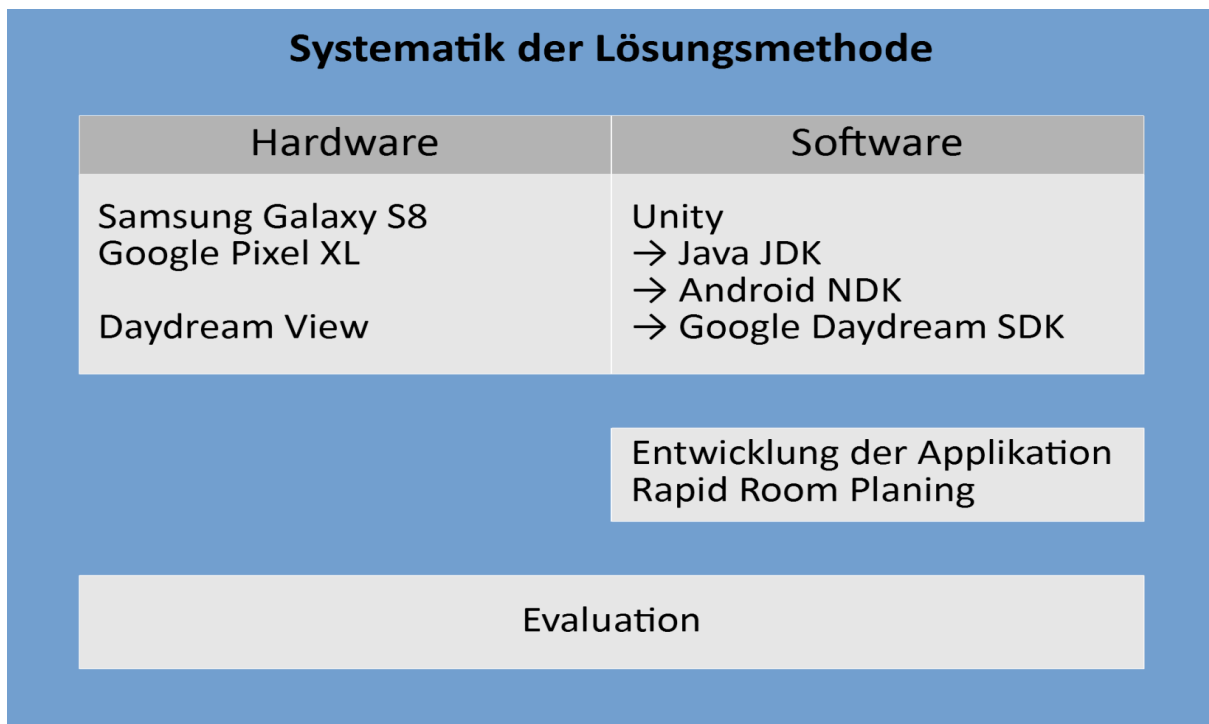 Systematik der Lösungsmethode
Hardware
Samsung Galaxy S8
Google Pixel XL
Daydream View
Software
Unity
→ Java JDK
→ Android NDK
→ Google Daydream SDK
Entwicklung der Applikation
Rapid Room Planing
Evaluation